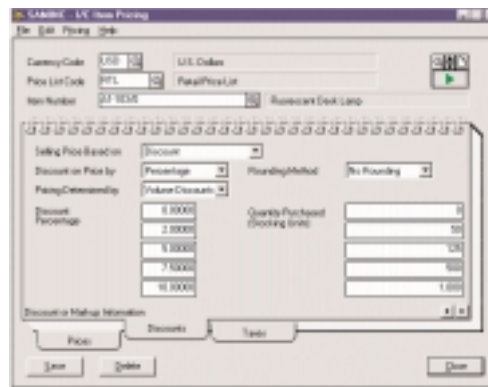 SAMINC - I/C Item Pricing
File Edit Pricing Help
Currency Code USD U.S. Dollars
Price List Code RTL Retail Price List
Item Number Fluorescent Desk Lamp
Selling Price Based on Discount
Discount on Price by Percentage Rounding Method No Rounding
Pricing Determined by Volume Discounts
Discount Percentage Quantity Purchased (Stocking Units)
0.00000 0
2.00000 50
5.00000 125
7.50000 500
10.00000 1,000
Discount or Markup Information
Prices Discounts Taxes
Save Delete Close